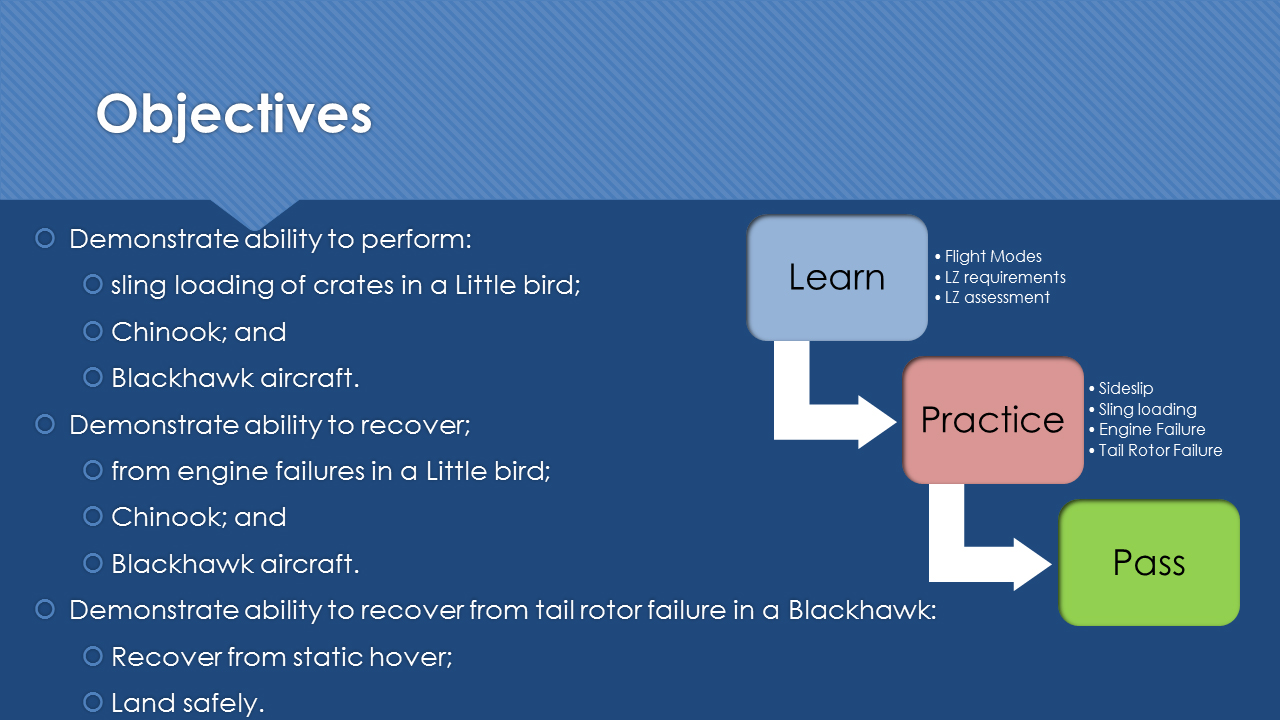 Objectives
Demonstrate ability to perform:
sling loading of crates in a Little bird;
Chinook; and
Blackhawk aircraft.
Demonstrate ability to recover;
from engine failures in a Little bird;
Chinook; and
Blackhawk aircraft.
Demonstrate ability to recover from tail rotor failure in a Blackhawk:
Recover from static hover;
Land safely.
Learn
• Flight Modes
• LZ requirements
• LZ assessment
Practice
• Sideslip
• Sling loading
• Engine Failure
• Tail Rotor Failure
Pass